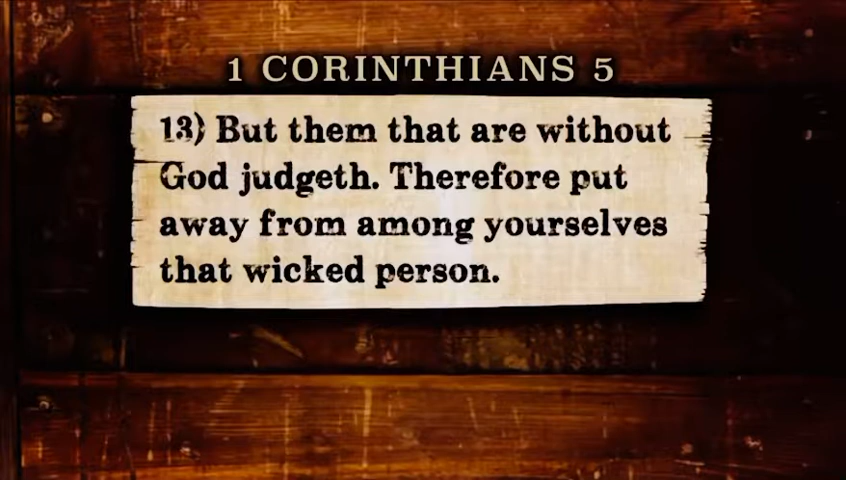 1 CORINTHIANS 5
13) But them that are without
God judgeth. Therefore put
away from among yourselves
that wicked person.